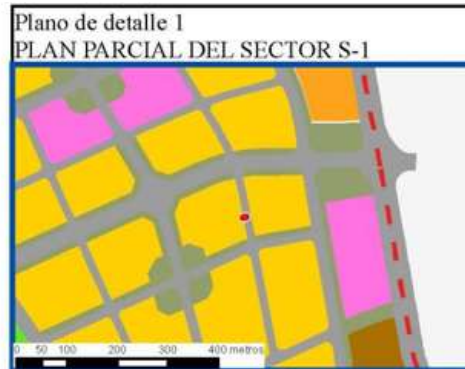 Plano de detalle 1
PLAN PARCIAL DEL SECTOR S-1
0 50 100 200 300 400 metros